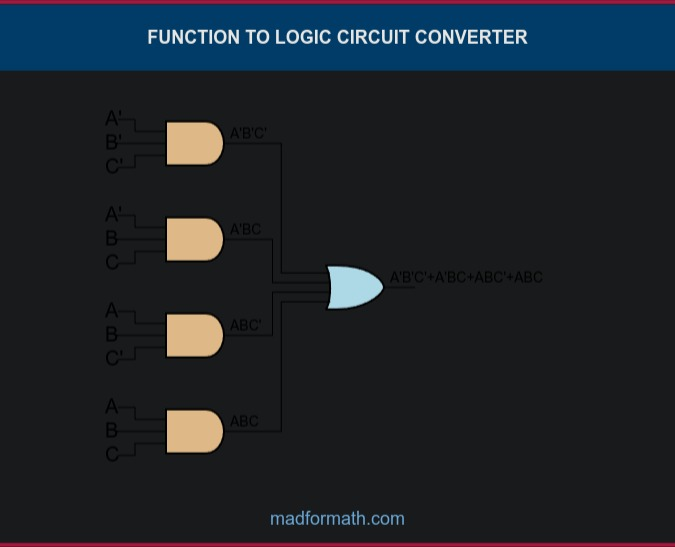 FUNCTION TO LOGIC CIRCUIT CONVERTER
A'
B'
C'
A'B'C'
A'
B
C
A'BC
A'B'C'+A'BC+ABC'+ABC
A
B
C'
ABC'
A
B
C
ABC
madformath.com